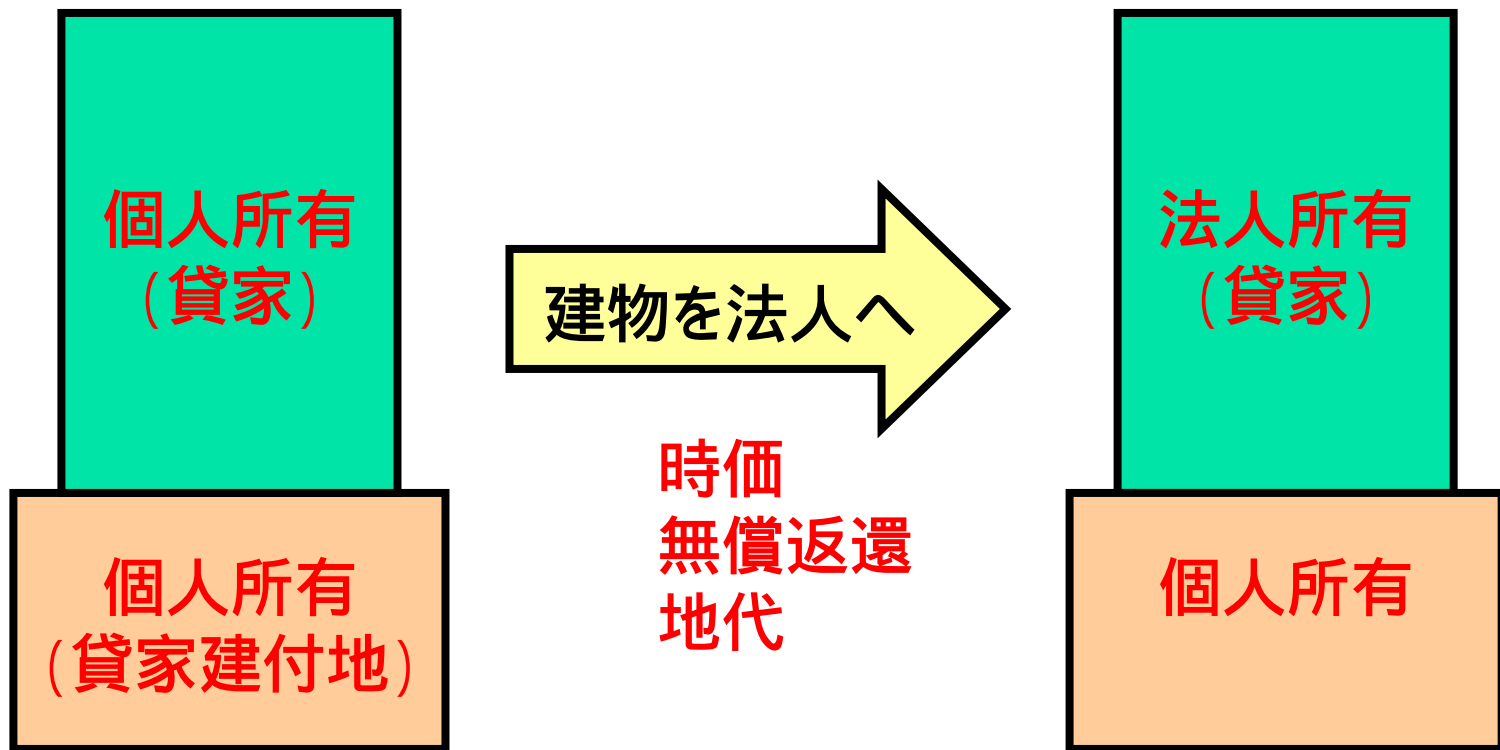 個人所有
（貸家）
個人所有
（貸家建付地）
建物を法人へ
時価
無償返還
地代
法人所有
（貸家）
個人所有